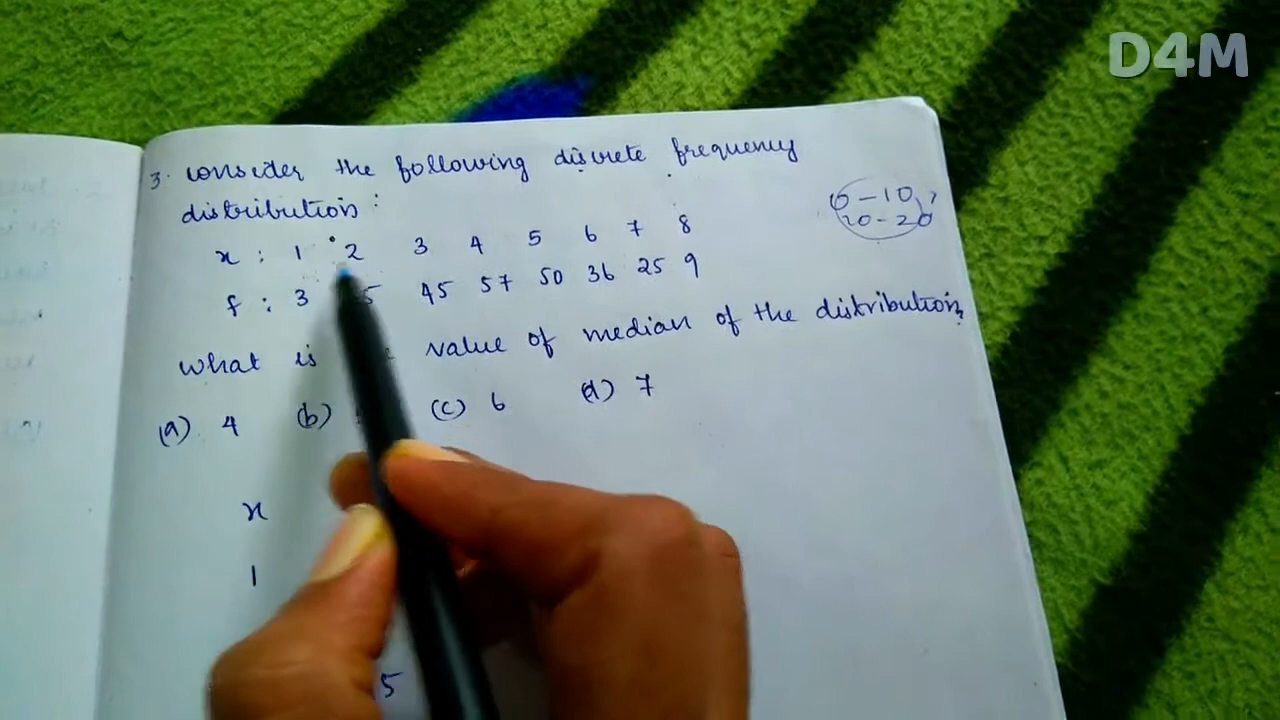 D4M
3. Consider the following discrete frequency
distribution :
x : 1 2 3 4 5 6 7 8
f : 3 5 45 57 50 36 25 9
What is value of median of the distribution,
(a) 4 (b) (c) 6 (d) 7
0-10,
10-20
x
1
5